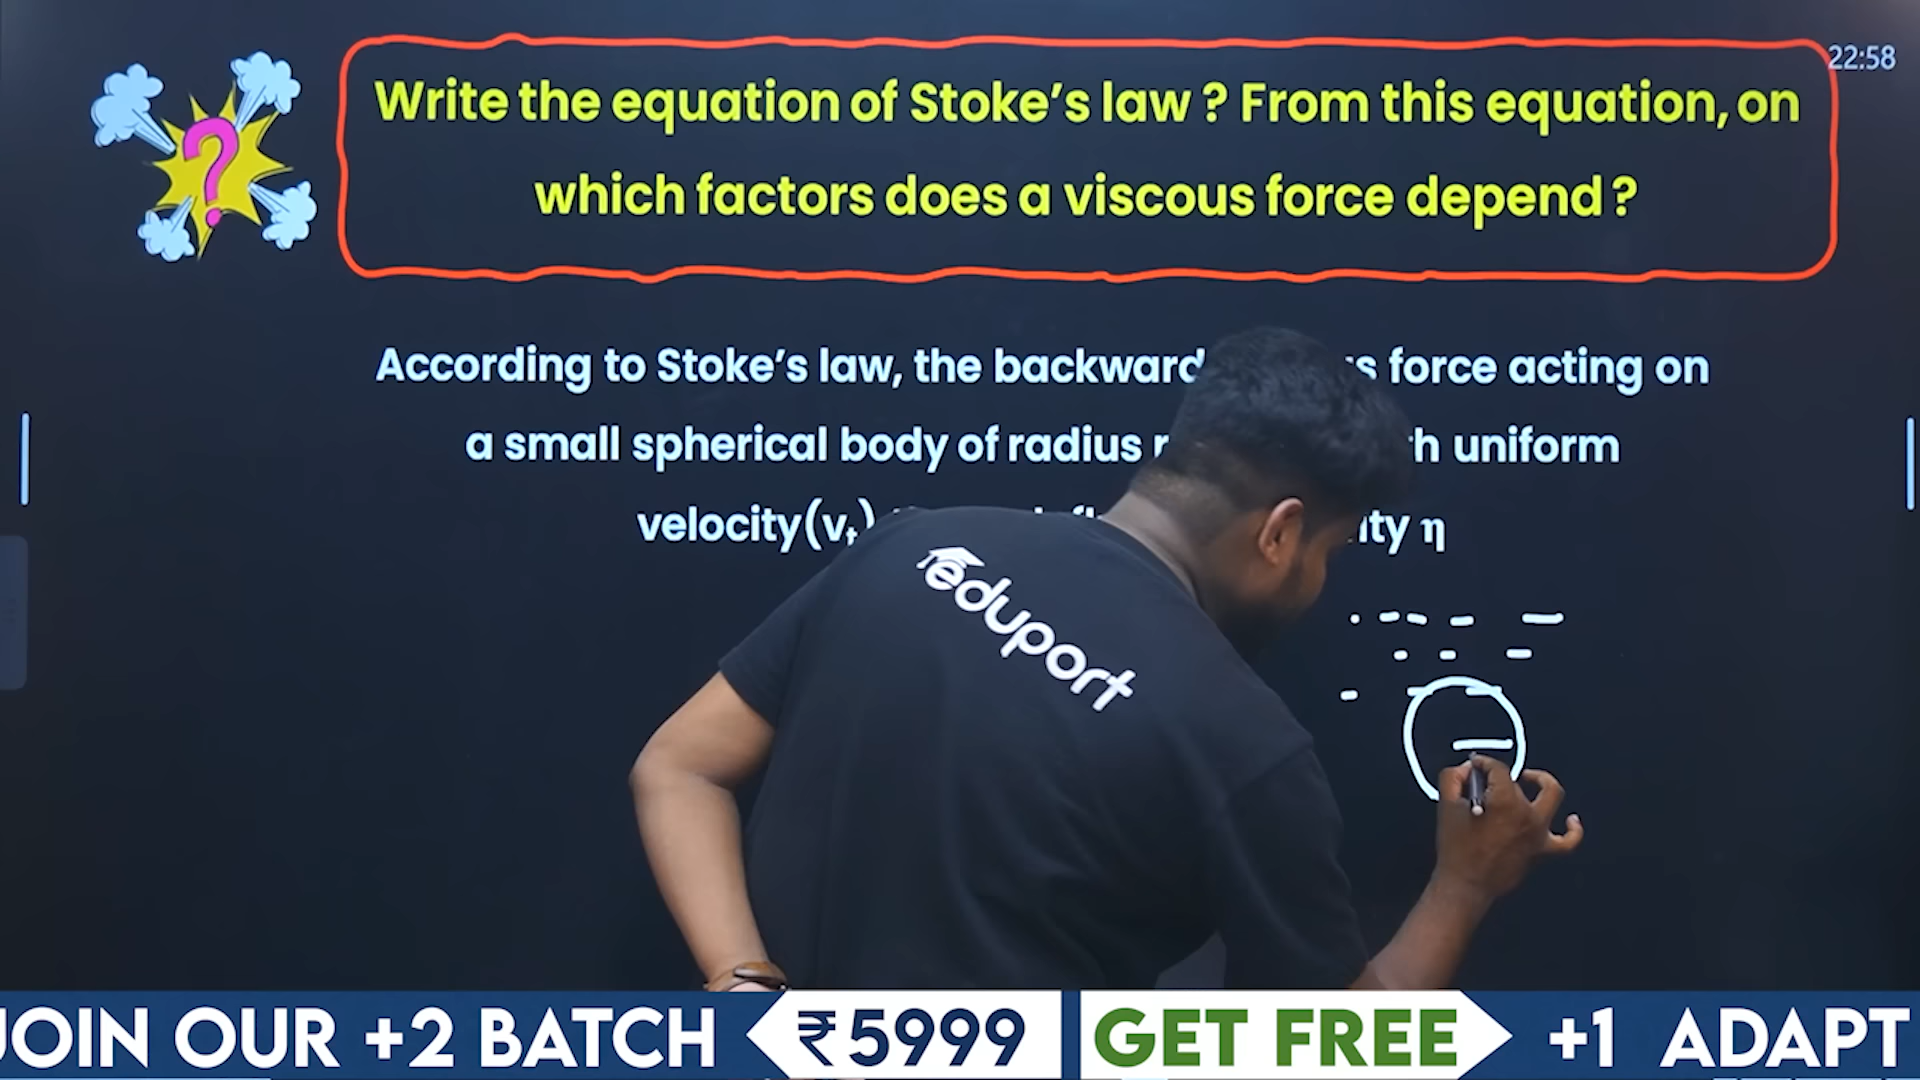 22:58
Write the equation of Stoke's law ? From this equation, on
which factors does a viscous force depend ?
According to Stoke's law, the backward force acting on
a small spherical body of radius uniform
velocity(vₜ) η
eduport
JOIN OUR +2 BATCH ₹5999 GET FREE +1 ADAPT